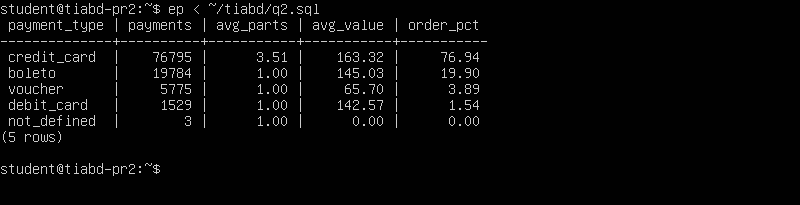 student@tiabd-pr2:~$ ep < ~/tiabd/q2.sql
 payment_type | payments | avg_parts | avg_value | order_pct
--------------+----------+-----------+-----------+-----------
 credit_card  |    76795 |      3.51 |    163.32 |     76.94
 boleto       |    19784 |      1.00 |    145.03 |     19.90
 voucher      |     5775 |      1.00 |     65.70 |      3.89
 debit_card   |     1529 |      1.00 |    142.57 |      1.54
 not_defined  |        3 |      1.00 |      0.00 |      0.00
(5 rows)
student@tiabd-pr2:~$